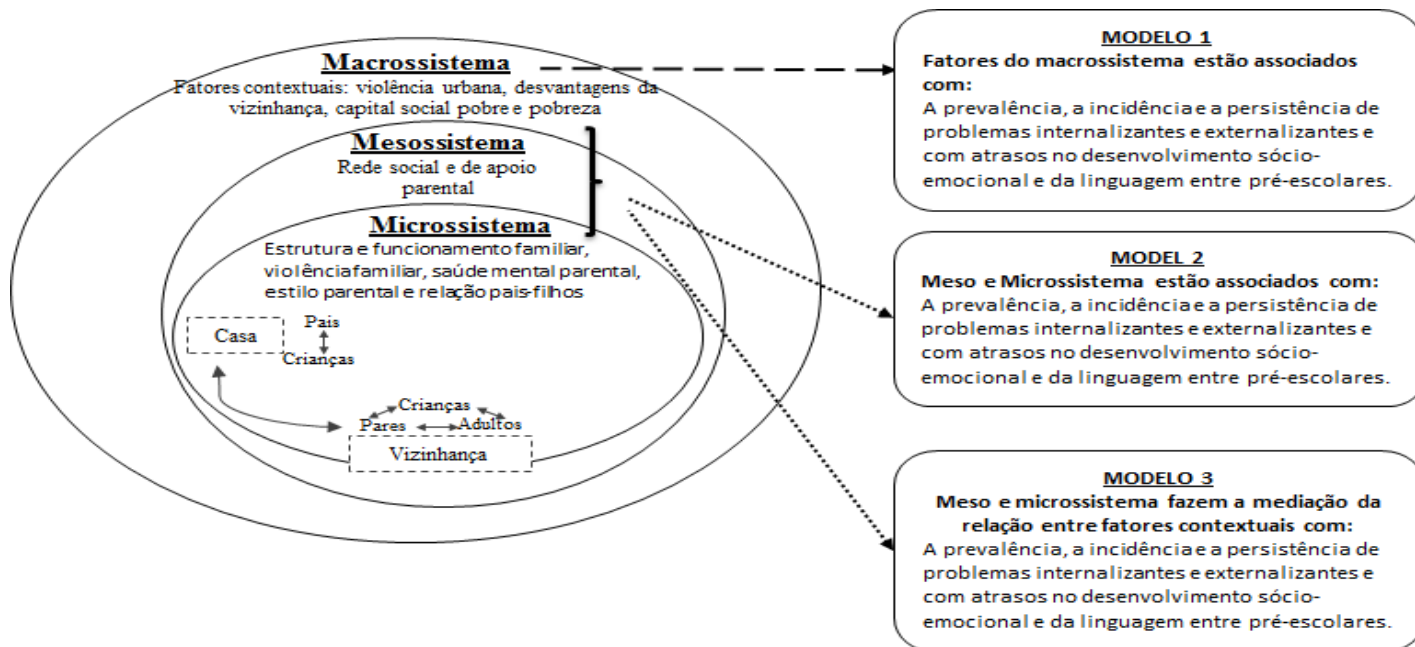 Macrossistema
Fatores contextuais: violência urbana, desvantagens da
vizinhança, capital social pobre e pobreza
Mesossistema
Rede social e de apoio
parental
Microssistema
Estrutura e funcionamento familiar,
violência familiar, saúde mental parental,
estilo parental e relação pais-filhos
Casa
Pais
Crianças
Crianças
Pares
Adultos
Vizinhança
MODELO 1
Fatores do macrossistema estão associados
com:
A prevalência, a incidência e a persistência de
problemas internalizantes e externalizantes e
com atrasos no desenvolvimento sócio-
emocional e da linguagem entre pré-escolares.
MODEL 2
Meso e Microssistema estão associados com:
A prevalência, a incidência e a persistência de
problemas internalizantes e externalizantes e
com atrasos no desenvolvimento sócio-
emocional e da linguagem entre pré-escolares.
MODELO 3
Meso e microssistema fazem a mediação da
relação entre fatores contextuais com:
A prevalência, a incidência e a persistência de
problemas internalizantes e externalizantes e
com atrasos no desenvolvimento sócio-
emocional e da linguagem entre pré-escolares.